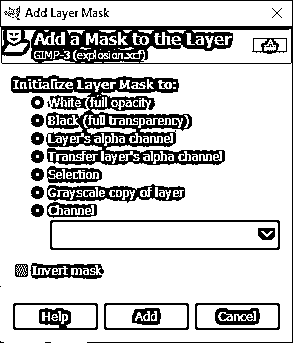 Add Layer Mask
Add a Mask to the Layer
GIMP-3 (explosion.xcf)
Initialize Layer Mask to:
White (full opacity
Black (full transparency)
Layer's alpha channel
Transfer layer's alpha channel
Selection
Grayscale copy of layer
Channel
Invert mask
Help
Add
Cancel